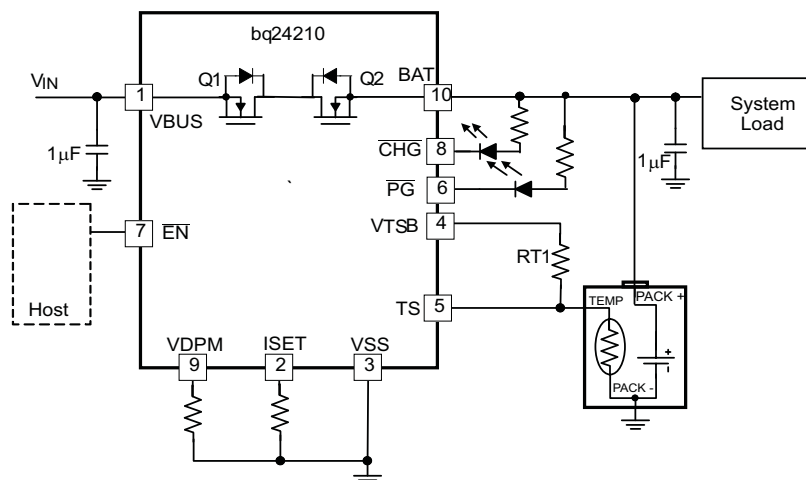 bq24210
VIN
Q1
Q2
BAT
1
10
VBUS
System
Load
1μF
CHG
8
1μF
PG
6
VTSB
4
7
EN
RT1
Host
TS
5
TEMP
PACK +
+
-
PACK -
VDPM
ISET
VSS
9
2
3